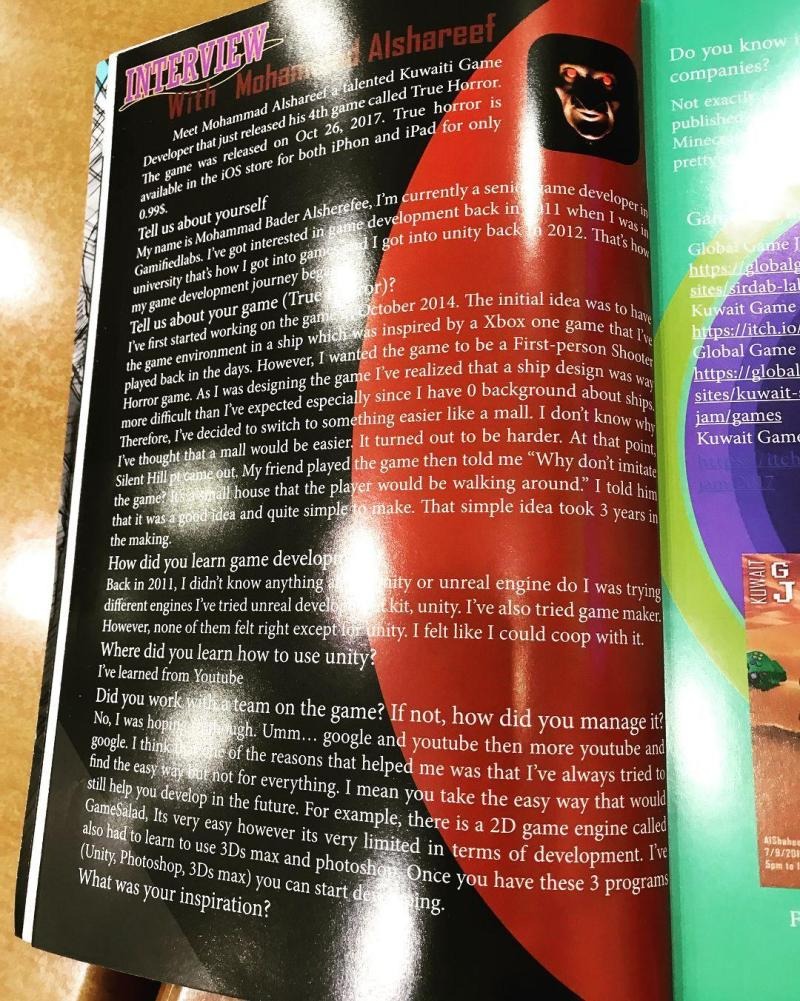 INTERVIEW
With Mohammad Alshareef
Meet Mohammad Alshareef a talented Kuwaiti Game
Developer that just released his 4th game called True Horror.
The game was released on Oct 26, 2017. True horror is
available in the iOS store for both iPhon and iPad for only
0.99$.
Tell us about yourself
My name is Mohammad Bader Alsherefee, I'm currently a senior game developer in
Gamifiedlabs. I've got interested in game development back in 2011 when I was in
university that's how I got into games and I got into unity back in 2012. That's how
my game development journey began
Tell us about your game (True Horror)?
I've first started working on the game October 2014. The initial idea was to have
the game environment in a ship which was inspired by a Xbox one game that I've
played back in the days. However, I wanted the game to be a First-person Shooter
Horror game. As I was designing the game I've realized that a ship design was way
more difficult than I've expected especially since I have 0 background about ships.
Therefore, I've decided to switch to something easier like a mall. I don't know why
I've thought that a mall would be easier. It turned out to be harder. At that point,
Silent Hill pt came out. My friend played the game then told me “Why don't imitate
the game? It's a small house that the player would be walking around.” I told him
that it was a good idea and quite simple to make. That simple idea took 3 years in
the making.
How did you learn game
Back in 2011, I didn't know anything unity or unreal engine do I was trying
different engines I've tried unreal development kit, unity. I've also tried game maker.
However, none of them felt right except for unity. I felt like I could coop with it.
Where did you learn how to use unity?
I've learned from Youtube
Did you work with a team on the game? If not, how did you manage it?
No, I was hoping though. Umm... google and youtube then more youtube and
google. I think that one of the reasons that helped me was that I've always tried to
find the easy way but not for everything. I mean you take the easy way that would
still help you develop in the future. For example, there is a 2D game engine called
GameSalad, Its very easy however its very limited in terms of development. I've
also had to learn to use 3Ds max and photoshop. Once you have these 3 programs
(Unity, Photoshop, 3Ds max) you can start developing.
What was your inspiration?
Do you know
companies?
Not exactly
published
pretty
Global Game
https://global
sites/sirdab-la
Kuwait Game
https://itch.io/
Global Game
https://global
sites/kuwait-
jam/games
Kuwait Game
KUWAIT
G
J
7/9/20
5pm to
F